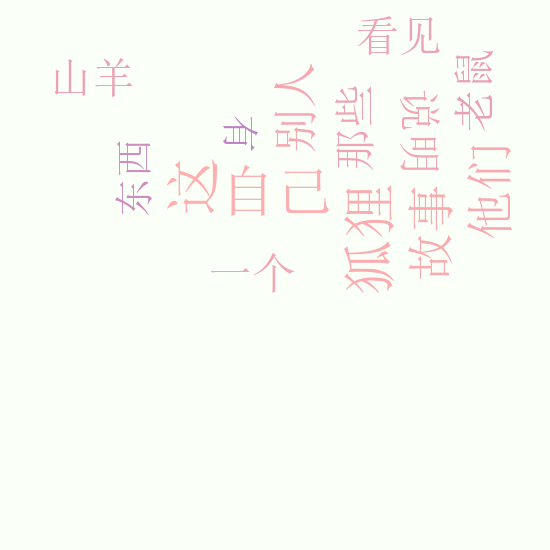 看见
山羊
老鼠
别人
那些
说明
有
东西
这
自己
他们
狐狸
故事
一个